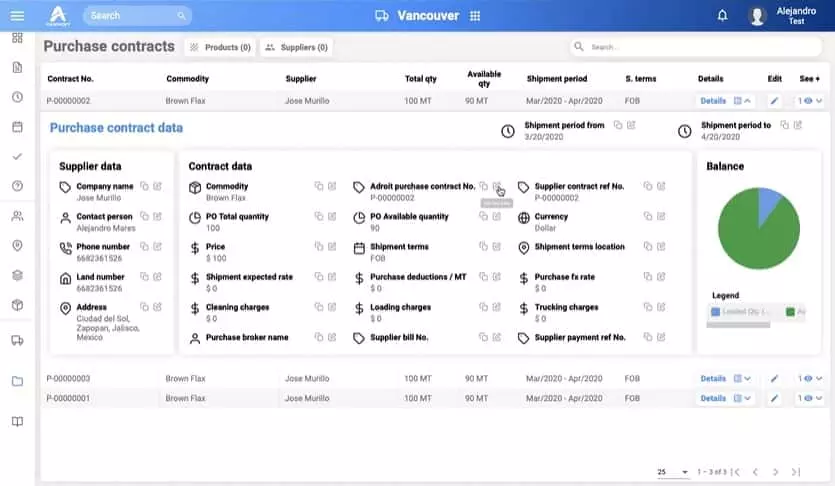 Search
Vancouver
Alejandro
Test
Purchase contracts
Products (0)
Suppliers (0)
Search...
Contract No.
Commodity
Supplier
Total qty
Available
qty
Shipment period
S. terms
Details
Edit
See +
P-00000002
Brown Flax
Jose Murillo
100 MT
90 MT
Mar/2020 - Apr/2020
FOB
Details
1
Purchase contract data
Shipment period from
3/20/2020
Shipment period to
4/20/2020
Supplier data
Company name
Jose Murillo
Contact person
Alejandro Mares
Phone number
6682361526
Land number
6682361526
Address
Ciudad del Sol,
Zapopan, Jalisco,
Mexico
Contract data
Commodity
Brown Flax
Adroit purchase contract No.
P-00000002
Supplier contract ref No.
P-00000002
PO Total quantity
100
PO Available quantity
90
Currency
Dollar
Price
$ 100
Shipment terms
FOB
Shipment terms location
Shipment expected rate
$ 0
Purchase deductions / MT
$ 0
Purchase fx rate
$ 0
Cleaning charges
$ 0
Loading charges
$ 0
Trucking charges
$ 0
Purchase broker name
Supplier bill No.
Supplier payment ref No.
Balance
Legend
Loaded Qty. (...
P-00000003
Brown Flax
Jose Murillo
100 MT
90 MT
Mar/2020 - Apr/2020
FOB
Details
1
P-00000001
Brown Flax
Jose Murillo
100 MT
90 MT
Mar/2020 - Apr/2020
FOB
Details
1
25
1 - 3 of 3